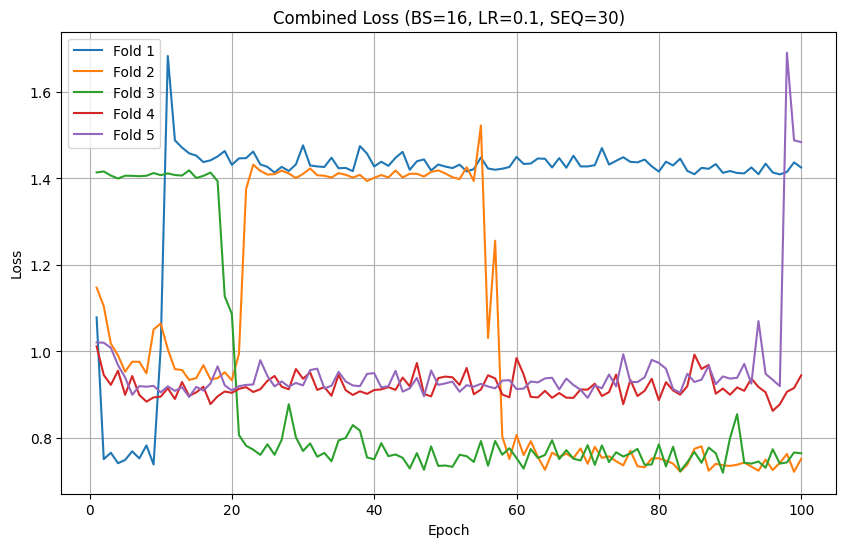 Combined Loss (BS=16, LR=0.1, SEQ=30)
Fold 1
Fold 2
Fold 3
Fold 4
Fold 5
Loss
1.6
1.4
1.2
1.0
0.8
0 20 40 60 80 100
Epoch